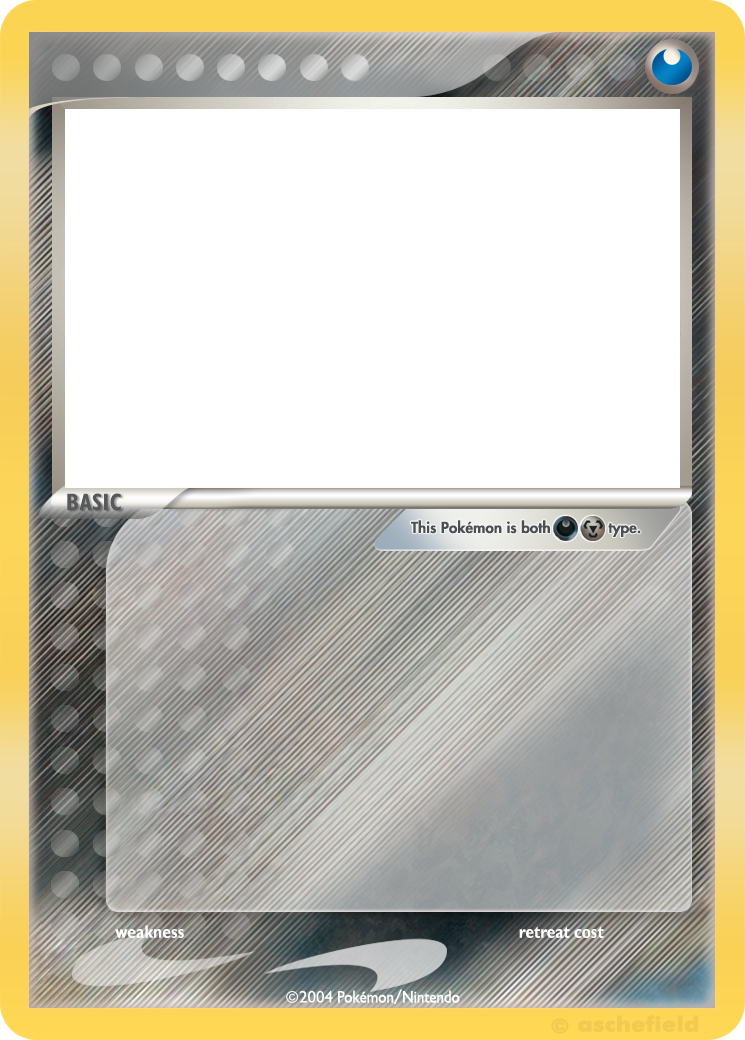 BASIC
This Pokémon is both type.
weakness retreat cost
©2004 Pokémon/Nintendo
© aschefield